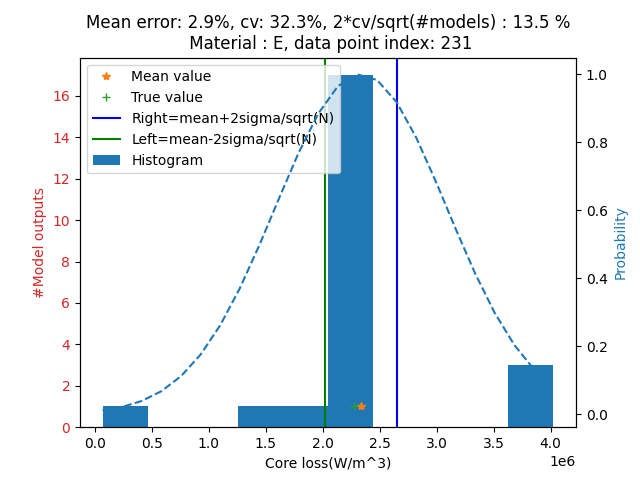 Mean error: 2.9%, cv: 32.3%, 2*cv/sqrt(#models) : 13.5 %
Material : E, data point index: 231
Mean value
True value
Right=mean+2sigma/sqrt(N)
Left=mean-2sigma/sqrt(N)
Histogram
#Model outputs
16
14
12
10
8
6
4
2
0
1.0
0.8
0.6
0.4
0.2
0.0
Probability
0.0 0.5 1.0 1.5 2.0 2.5 3.0 3.5 4.0
1e6
Core loss(W/m^3)